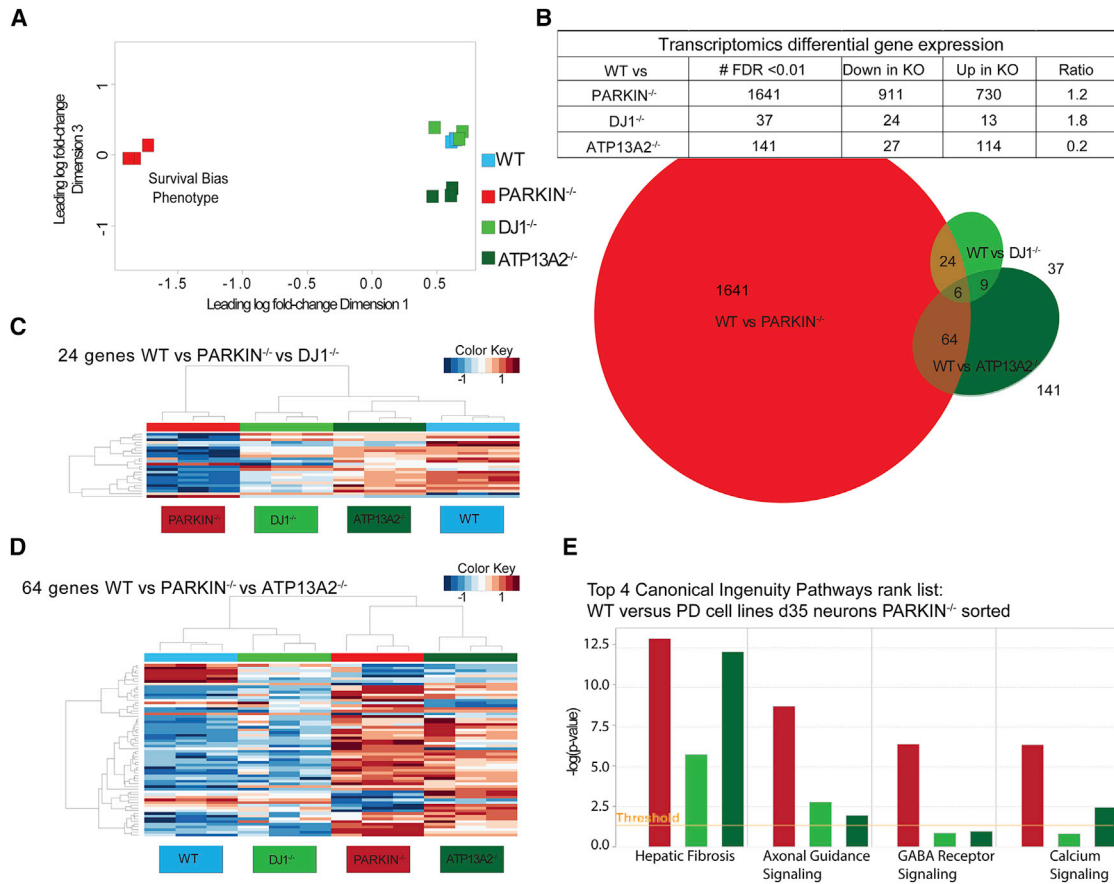 A
Leading log fold-change
Dimension 3
1
0
-1
-1.5
-1.0
-0.5
0.0
0.5
Leading log fold-change Dimension 1
Survival Bias
Phenotype
WT
PARKIN-/-
DJ1-/-
ATP13A2-/-
B
Transcriptomics differential gene expression
WT vs # FDR <0.01 Down in KO Up in KO Ratio
PARKIN-/- 1641 911 730 1.2
DJ1-/- 37 24 13 1.8
ATP13A2-/- 141 27 114 0.2
1641
WT vs PARKIN-/-
24
WT vs DJ1-/-
37
6
9
64
WT vs ATP13A2-/-
141
C
24 genes WT vs PARKIN-/- vs DJ1-/-
Color Key
-1 1
PARKIN-/-
DJ1-/-
ATP13A2-/-
WT
D
64 genes WT vs PARKIN-/- vs ATP13A2-/-
Color Key
-1 1
WT
DJ1-/-
PARKIN-/-
ATP13A2-/-
E
Top 4 Canonical Ingenuity Pathways rank list:
WT versus PD cell lines d35 neurons PARKIN-/- sorted
-log(p-value)
12.5
10.0
7.5
5.0
2.5
0.0
Threshold
Hepatic Fibrosis
Axonal Guidance
Signaling
GABA Receptor
Signaling
Calcium
Signaling